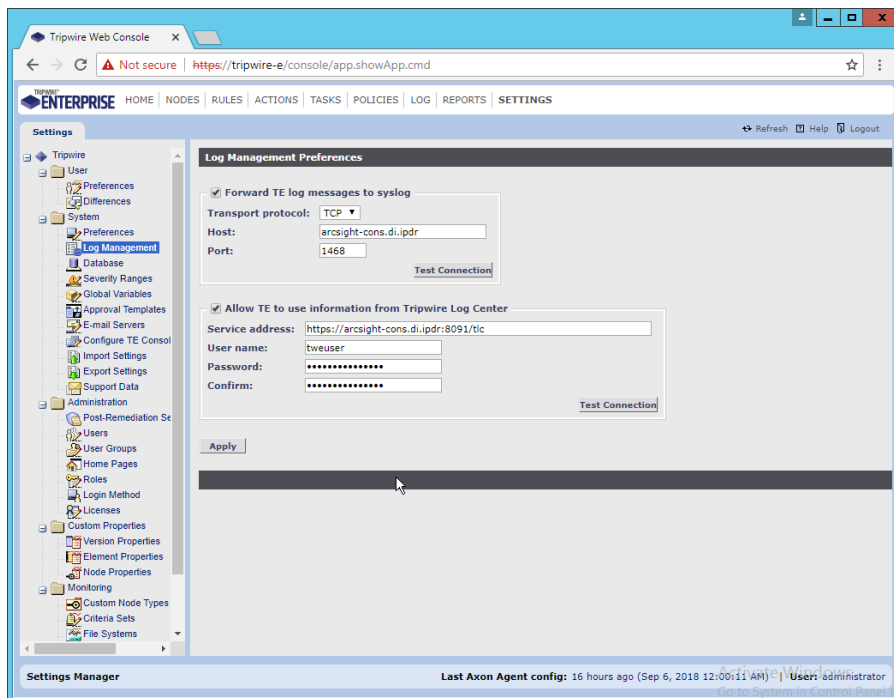 Tripwire Web Console
Not secure | https://tripwire-e/console/app.showApp.cmd
TRIPWIRE ENTERPRISE HOME NODES RULES ACTIONS TASKS POLICIES LOG REPORTS SETTINGS
Settings
Refresh Help Logout
Tripwire
User
Preferences
Differences
System
Preferences
Log Management
Database
Severity Ranges
Global Variables
Approval Templates
E-mail Servers
Configure TE Consol
Import Settings
Export Settings
Support Data
Administration
Post-Remediation Se
Users
User Groups
Home Pages
Roles
Login Method
Licenses
Custom Properties
Version Properties
Element Properties
Node Properties
Monitoring
Custom Node Types
Criteria Sets
File Systems
Log Management Preferences
Forward TE log messages to syslog
Transport protocol: TCP
Host: arcsight-cons.di.ipdr
Port: 1468
Test Connection
Allow TE to use information from Tripwire Log Center
Service address: https://arcsight-cons.di.ipdr:8091/tlc
User name: tweuser
Password: •••••••••••••••
Confirm: •••••••••••••••
Test Connection
Apply
Settings Manager
Last Axon Agent config: 16 hours ago (Sep 6, 2018 12:00:11 AM) | User: administrator
Activate Windows
Go to System in Control Panel